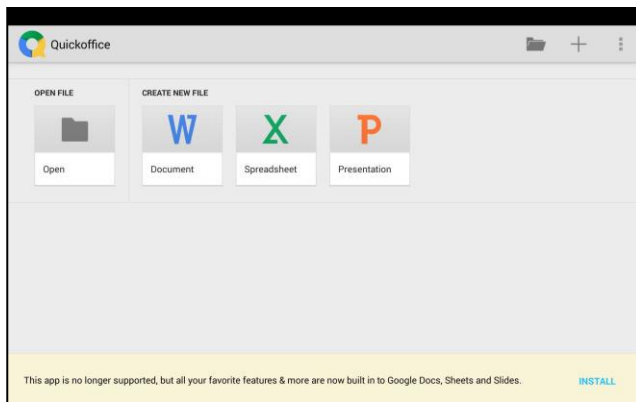 Quickoffice
OPEN FILE
CREATE NEW FILE
Open
W
Document
X
Spreadsheet
P
Presentation
This app is no longer supported, but all your favorite features & more are now built in to Google Docs, Sheets and Slides.
INSTALL